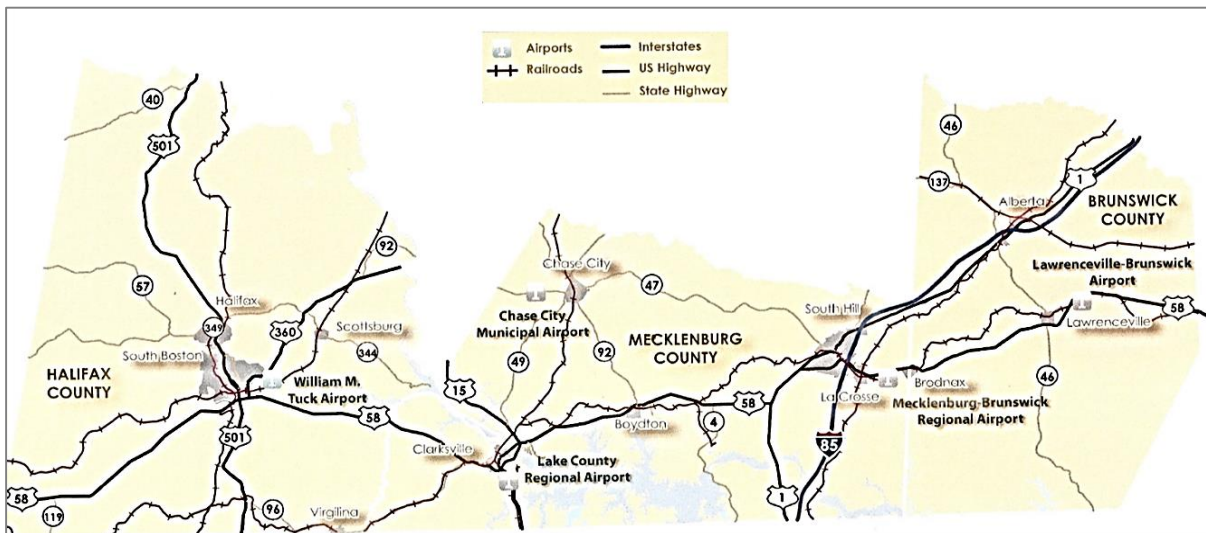 Airports
Interstates
Railroads
US Highway
State Highway
40
501
46
137
1
Alberta
BRUNSWICK
COUNTY
92
57
Halifax
349
360
Scottsburg
344
South Boston
HALIFAX
COUNTY
William M.
Tuck Airport
58
501
58
119
96
Virgilina
Chase City
47
Chase City
Municipal Airport
49
92
MECKLENBURG
COUNTY
15
Clarksville
Lake County
Regional Airport
Boydton
4
58
South Hill
La Crosse
85
1
Brodnax
Mecklenburg-Brunswick
Regional Airport
Lawrenceville-Brunswick
Airport
58
Lawrenceville
46